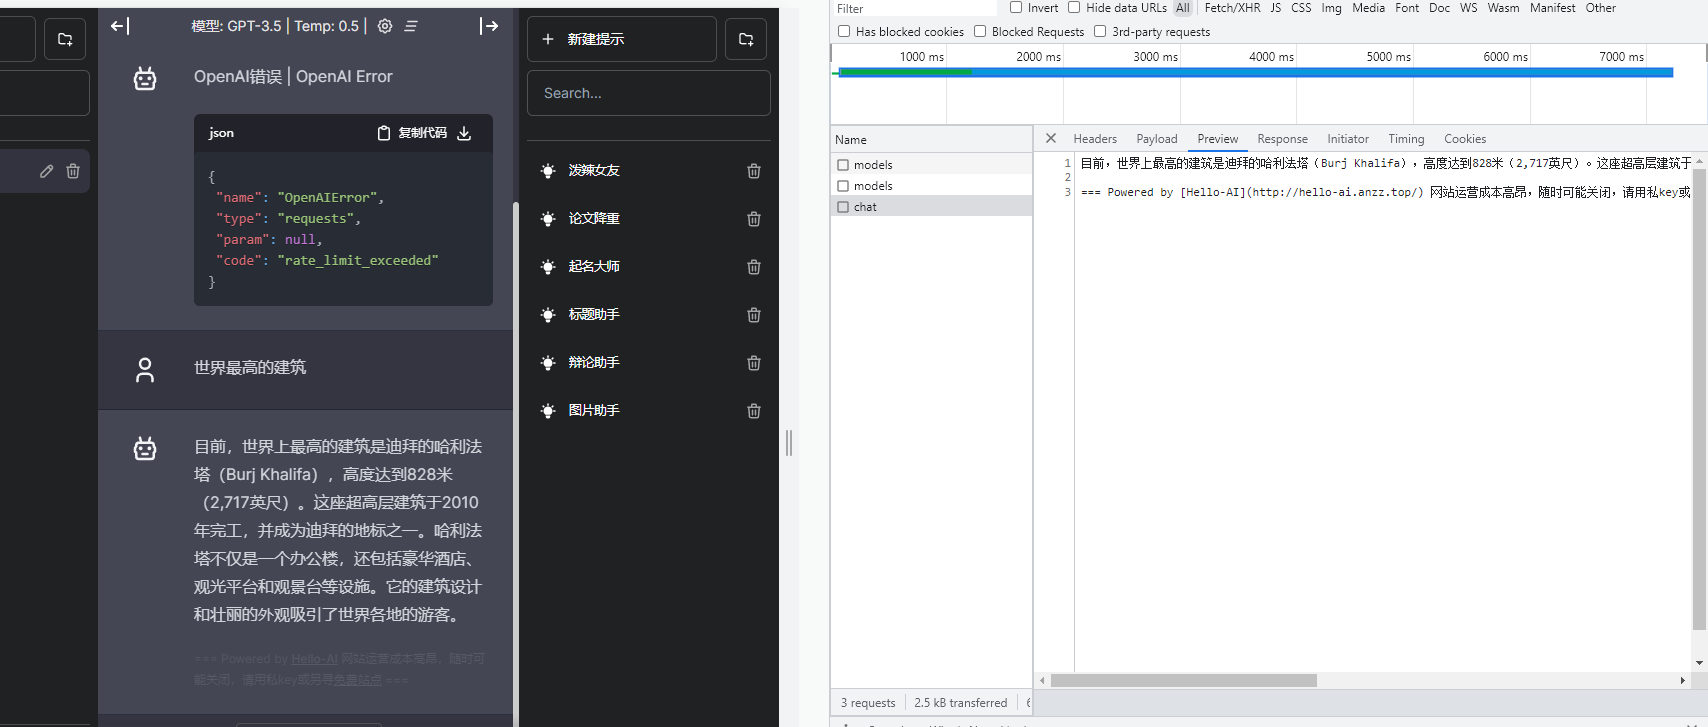 模型: GPT-3.5 | Temp: 0.5 |
OpenAI错误 | OpenAI Error
json
复制代码
{
"name": "OpenAIError",
"type": "requests",
"param": null,
"code": "rate_limit_exceeded"
}
世界最高的建筑
目前，世界上最高的建筑是迪拜的哈利法
塔（Burj Khalifa），高度达到828米
（2,717英尺）。这座超高层建筑于2010
年完工，并成为迪拜的地标之一。哈利法
塔不仅是一个办公楼，还包括豪华酒店、
观光平台和观景台等设施。它的建筑设计
和壮丽的外观吸引了世界各地的游客。
=== Powered by Hello-AI 网站运营成本高昂，随时可
能关闭，请用私key或另寻免费站点 ===
新建提示
Search...
泼辣女友
论文降重
起名大师
标题助手
辩论助手
图片助手
Filter
Invert
Hide data URLs
All
Fetch/XHR
JS
CSS
Img
Media
Font
Doc
WS
Wasm
Manifest
Other
Has blocked cookies
Blocked Requests
3rd-party requests
1000 ms
2000 ms
3000 ms
4000 ms
5000 ms
6000 ms
7000 ms
Name
models
models
chat
Headers
Payload
Preview
Response
Initiator
Timing
Cookies
1 目前，世界上最高的建筑是迪拜的哈利法塔（Burj Khalifa），高度达到828米（2,717英尺）。这座超高层建筑于
2
3 === Powered by [Hello-AI](http://hello-ai.anzz.top/) 网站运营成本高昂，随时可能关闭，请用私key或
3 requests
2.5 kB transferred